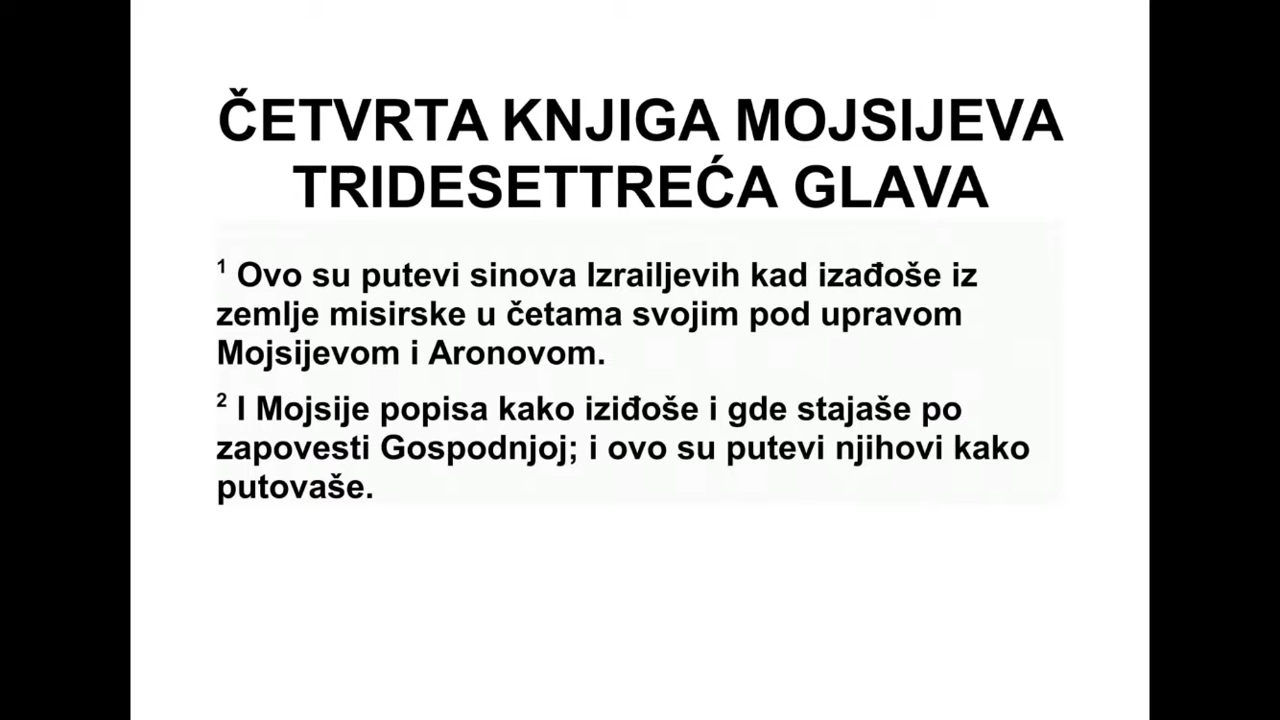 ČETVRTA KNJIGA MOJSIJEVA
TRIDESETTREĆA GLAVA
1 Ovo su putevi sinova Izrailjevih kad izađoše iz
zemlje misirske u četama svojim pod upravom
Mojsijevom i Aronovom.
2 I Mojsije popisa kako iziđoše i gde stajaše po
zapovesti Gospodnjoj; i ovo su putevi njihovi kako
putovaše.